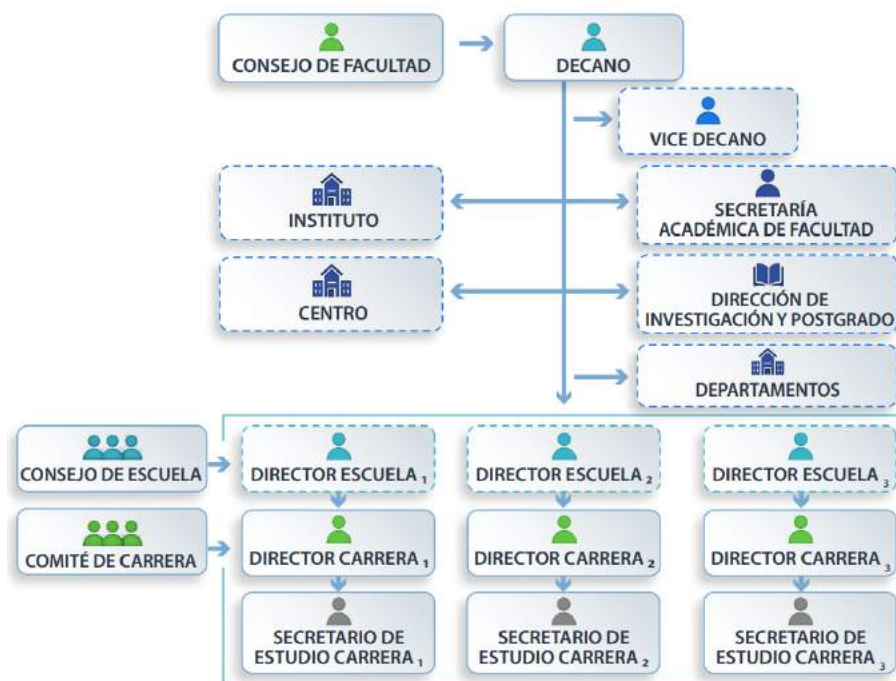 CONSEJO DE FACULTAD
DECANO
VICE DECANO
INSTITUTO
SECRETARÍA
ACADÉMICA DE FACULTAD
CENTRO
DIRECCIÓN DE
INVESTIGACIÓN Y POSTGRADO
DEPARTAMENTOS
CONSEJO DE ESCUELA
DIRECTOR ESCUELA 1
DIRECTOR ESCUELA 2
DIRECTOR ESCUELA 3
COMITÉ DE CARRERA
DIRECTOR CARRERA 1
DIRECTOR CARRERA 2
DIRECTOR CARRERA 3
SECRETARIO DE
ESTUDIO CARRERA 1
SECRETARIO DE
ESTUDIO CARRERA 2
SECRETARIO DE
ESTUDIO CARRERA 3